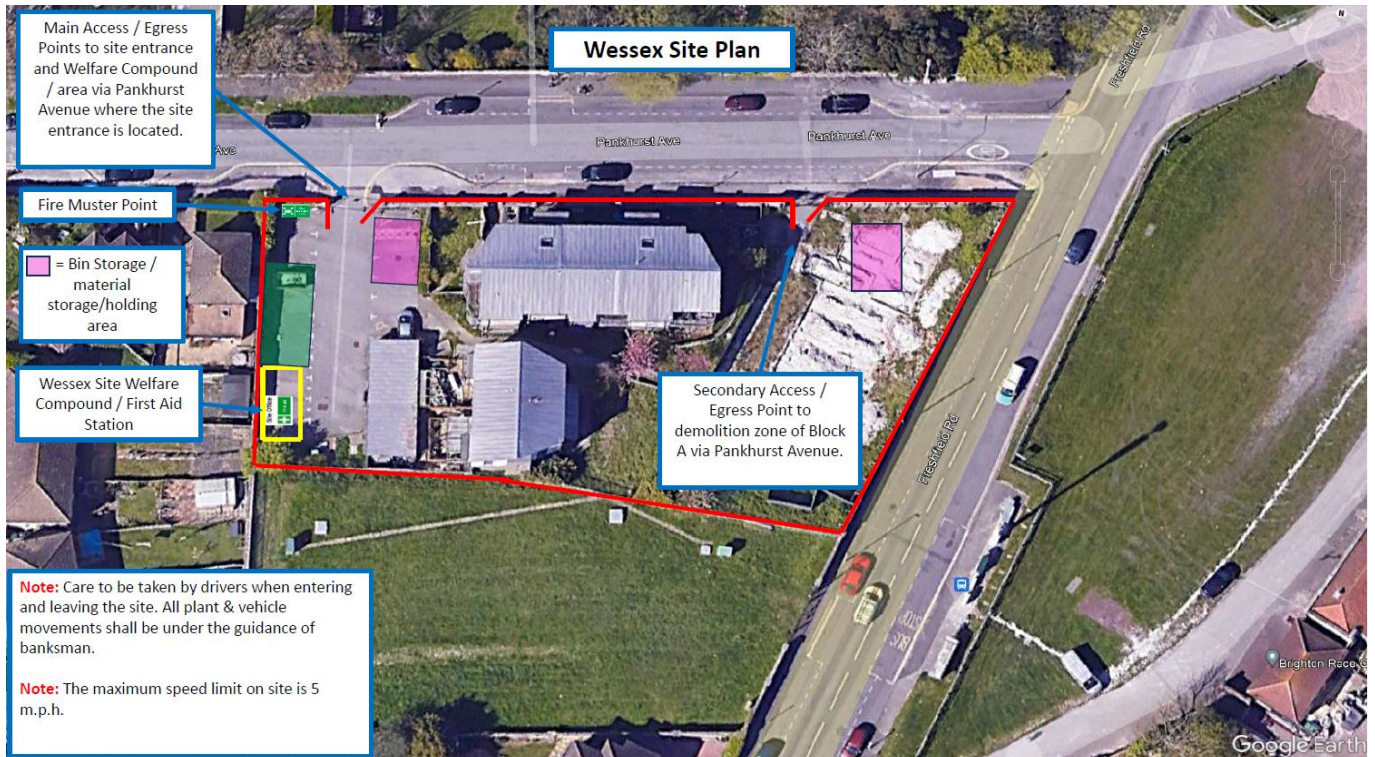 Wessex Site Plan
Main Access / Egress
Points to site entrance
and Welfare Compound
/ area via Pankhurst
Avenue where the site
entrance is located.
Fire Muster Point
= Bin Storage /
material
storage/holding
area
Wessex Site Welfare
Compound / First Aid
Station
Site Office
Secondary Access /
Egress Point to
demolition zone of Block
A via Pankhurst Avenue.
Ave
Pankhurst Ave
Pankhurst Ave
Freshfield Rd
Freshfield Rd
BUS
STOP
N
Brighton Race C
Note: Care to be taken by drivers when entering
and leaving the site. All plant & vehicle
movements shall be under the guidance of
banksman.
Note: The maximum speed limit on site is 5
m.p.h.
Google Earth